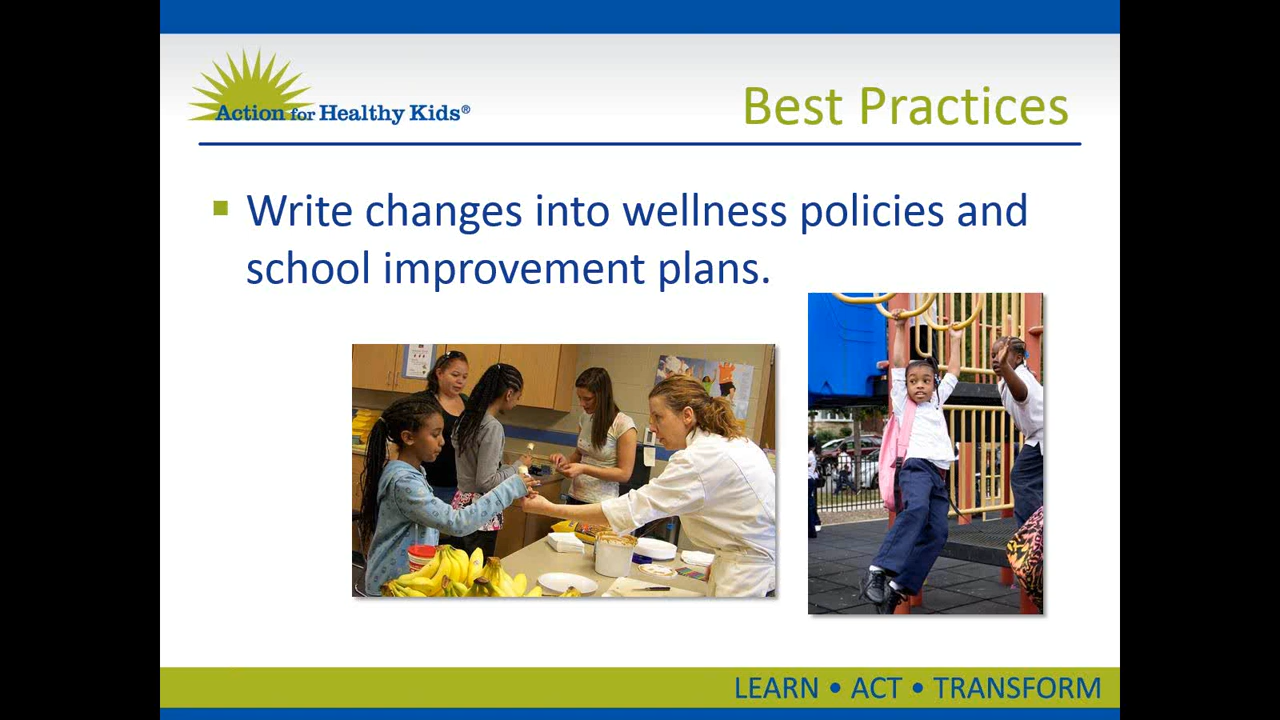 Action for Healthy Kids®
Best Practices
Write changes into wellness policies and
school improvement plans.
LEARN • ACT • TRANSFORM